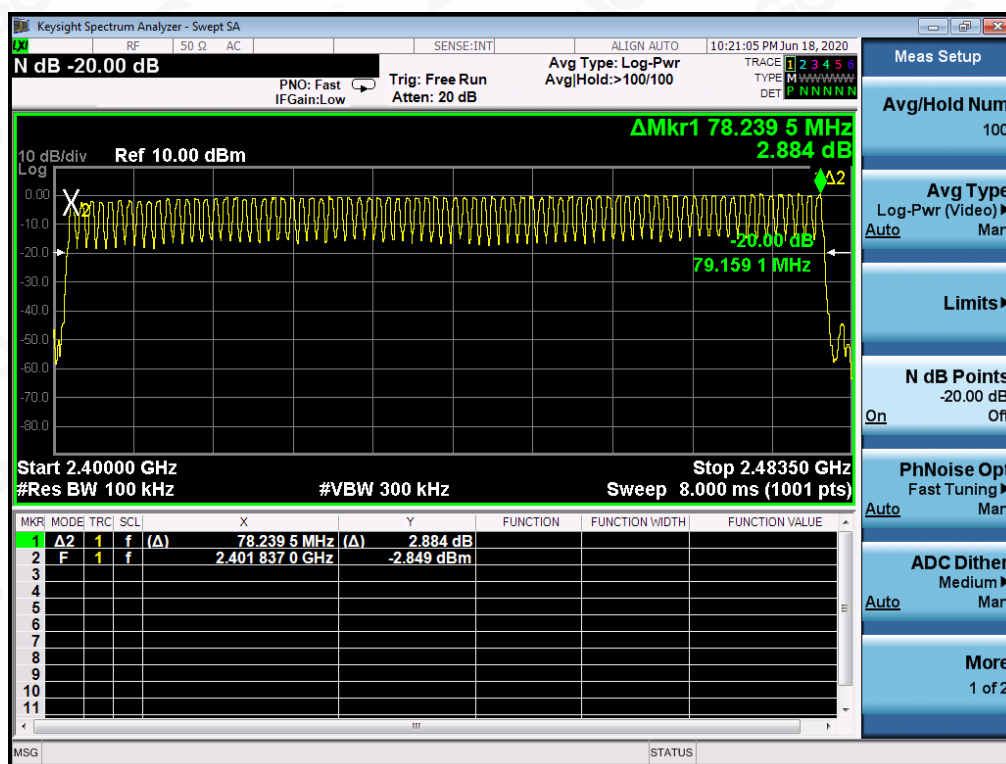 Keysight Spectrum Analyzer - Swept SA
LXI RF 50 Ω AC SENSE:INT ALIGN AUTO 10:21:05 PM Jun 18, 2020
N dB -20.00 dB
PNO: Fast
IFGain:Low
Trig: Free Run
Atten: 20 dB
Avg Type: Log-Pwr
Avg|Hold:>100/100
TRACE 1 2 3 4 5 6
TYPE M WWWWW
DET P N N N N N
ΔMkr1 78.239 5 MHz
2.884 dB
10 dB/div Ref 10.00 dBm
Log
0.00
-10.0
-20.0
-30.0
-40.0
-50.0
-60.0
-70.0
-80.0
X2
Δ2
-20.00 dB
79.159 1 MHz
Start 2.40000 GHz Stop 2.48350 GHz
#Res BW 100 kHz #VBW 300 kHz Sweep 8.000 ms (1001 pts)
MKR MODE TRC SCL X Y FUNCTION FUNCTION WIDTH FUNCTION VALUE
1 Δ2 1 f (Δ) 78.239 5 MHz (Δ) 2.884 dB
2 F 1 f 2.401 837 0 GHz -2.849 dBm
3
4
5
6
7
8
9
10
11
MSG STATUS
Meas Setup
Avg/Hold Num
100
Avg Type
Log-Pwr (Video)
Auto Man
Limits
N dB Points
-20.00 dB
On Off
PhNoise Opt
Fast Tuning
Auto Man
ADC Dither
Medium
Auto Man
More
1 of 2